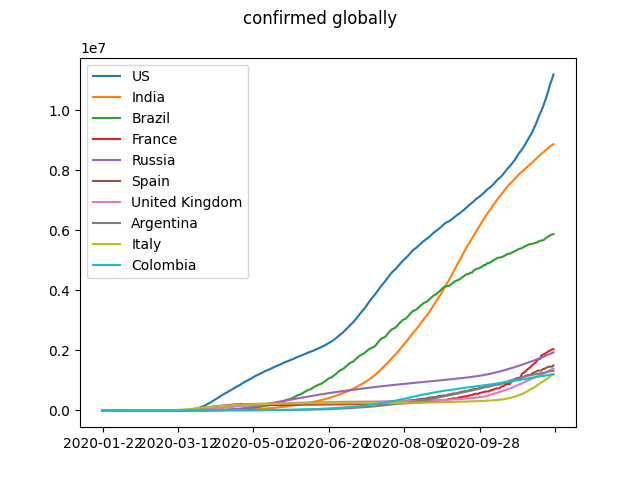 confirmed globally
1e7
US
India
Brazil
France
Russia
Spain
United Kingdom
Argentina
Italy
Colombia
1.0
0.8
0.6
0.4
0.2
0.0
2020-01-22 2020-03-12 2020-05-01 2020-06-20 2020-08-09 2020-09-28